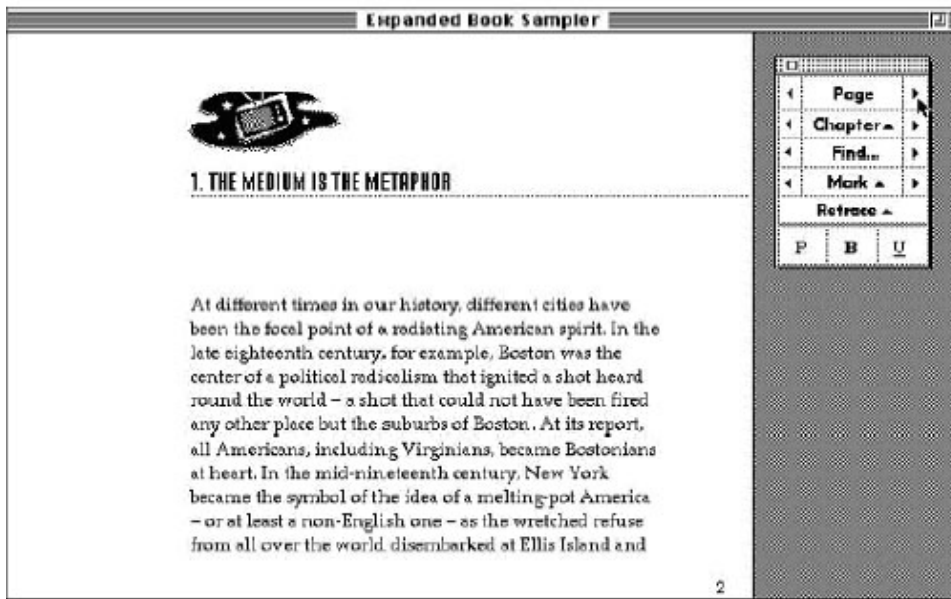 Expanded Book Sampler
1. THE MEDIUM IS THE METAPHOR
At different times in our history, different cities have
been the focal point of a radiating American spirit. In the
late eighteenth century, for example, Boston was the
center of a political radicalism that ignited a shot heard
round the world – a shot that could not have been fired
any other place but the suburbs of Boston. At its report,
all Americans, including Virginians, became Bostonians
at heart. In the mid-nineteenth century, New York
became the symbol of the idea of a melting-pot America
– or at least a non-English one – as the wretched refuse
from all over the world disembarked at Ellis Island and
2
Page
Chapter
Find...
Mark
Retrace
P B U